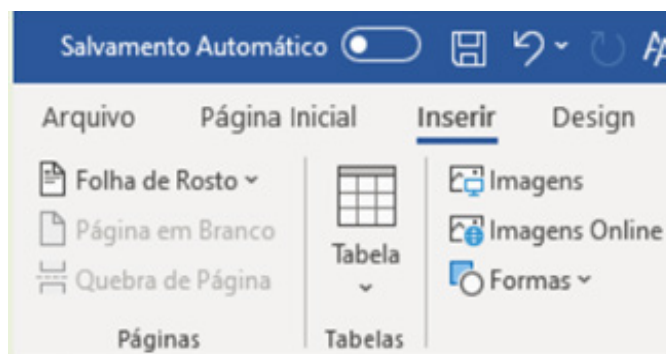 Salvamento Automático
Arquivo Página Inicial Inserir Design
Folha de Rosto
Página em Branco
Quebra de Página
Páginas
Tabela
Tabelas
Imagens
Imagens Online
Formas